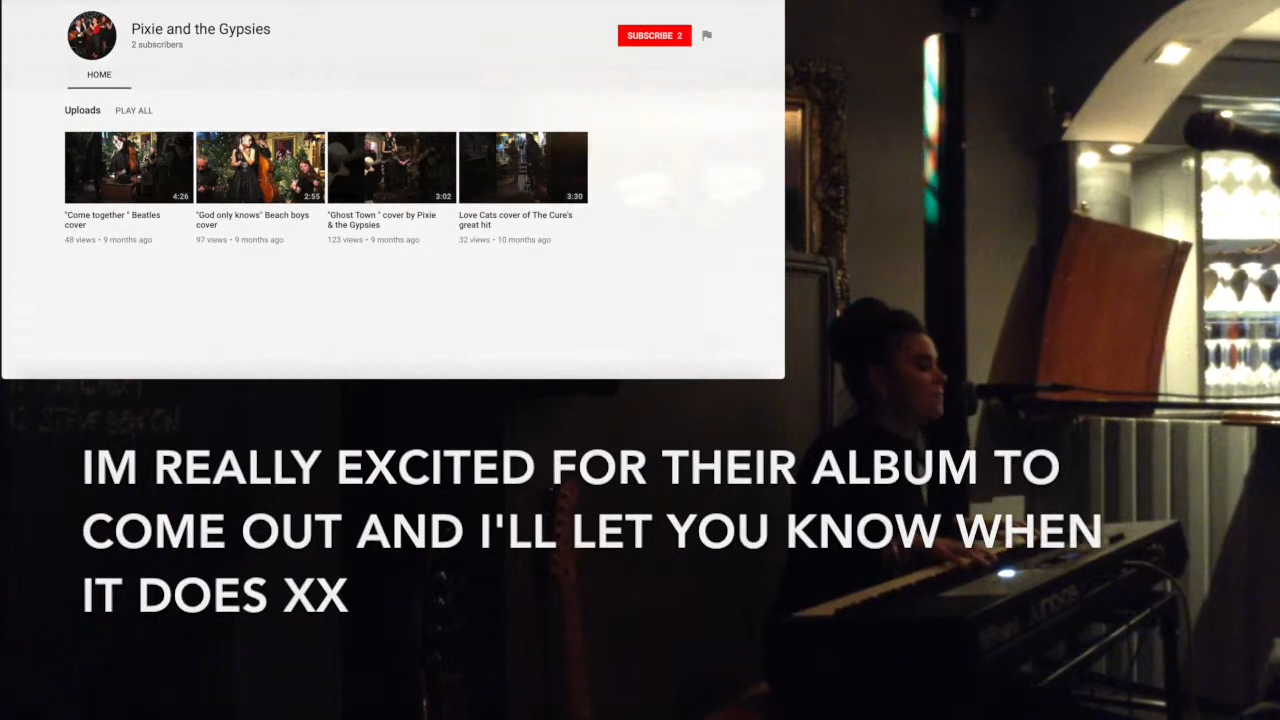 Pixie and the Gypsies
2 subscribers
SUBSCRIBE 2
HOME
Uploads PLAY ALL
4:26
2:55
3:02
3:30
"Come together " Beatles
cover
48 views • 9 months ago
"God only knows" Beach boys
cover
97 views • 9 months ago
"Ghost Town " cover by Pixie
& the Gypsies
123 views • 9 months ago
Love Cats cover of The Cure's
great hit
32 views • 10 months ago
IM REALLY EXCITED FOR THEIR ALBUM TO
COME OUT AND I'LL LET YOU KNOW WHEN
IT DOES XX